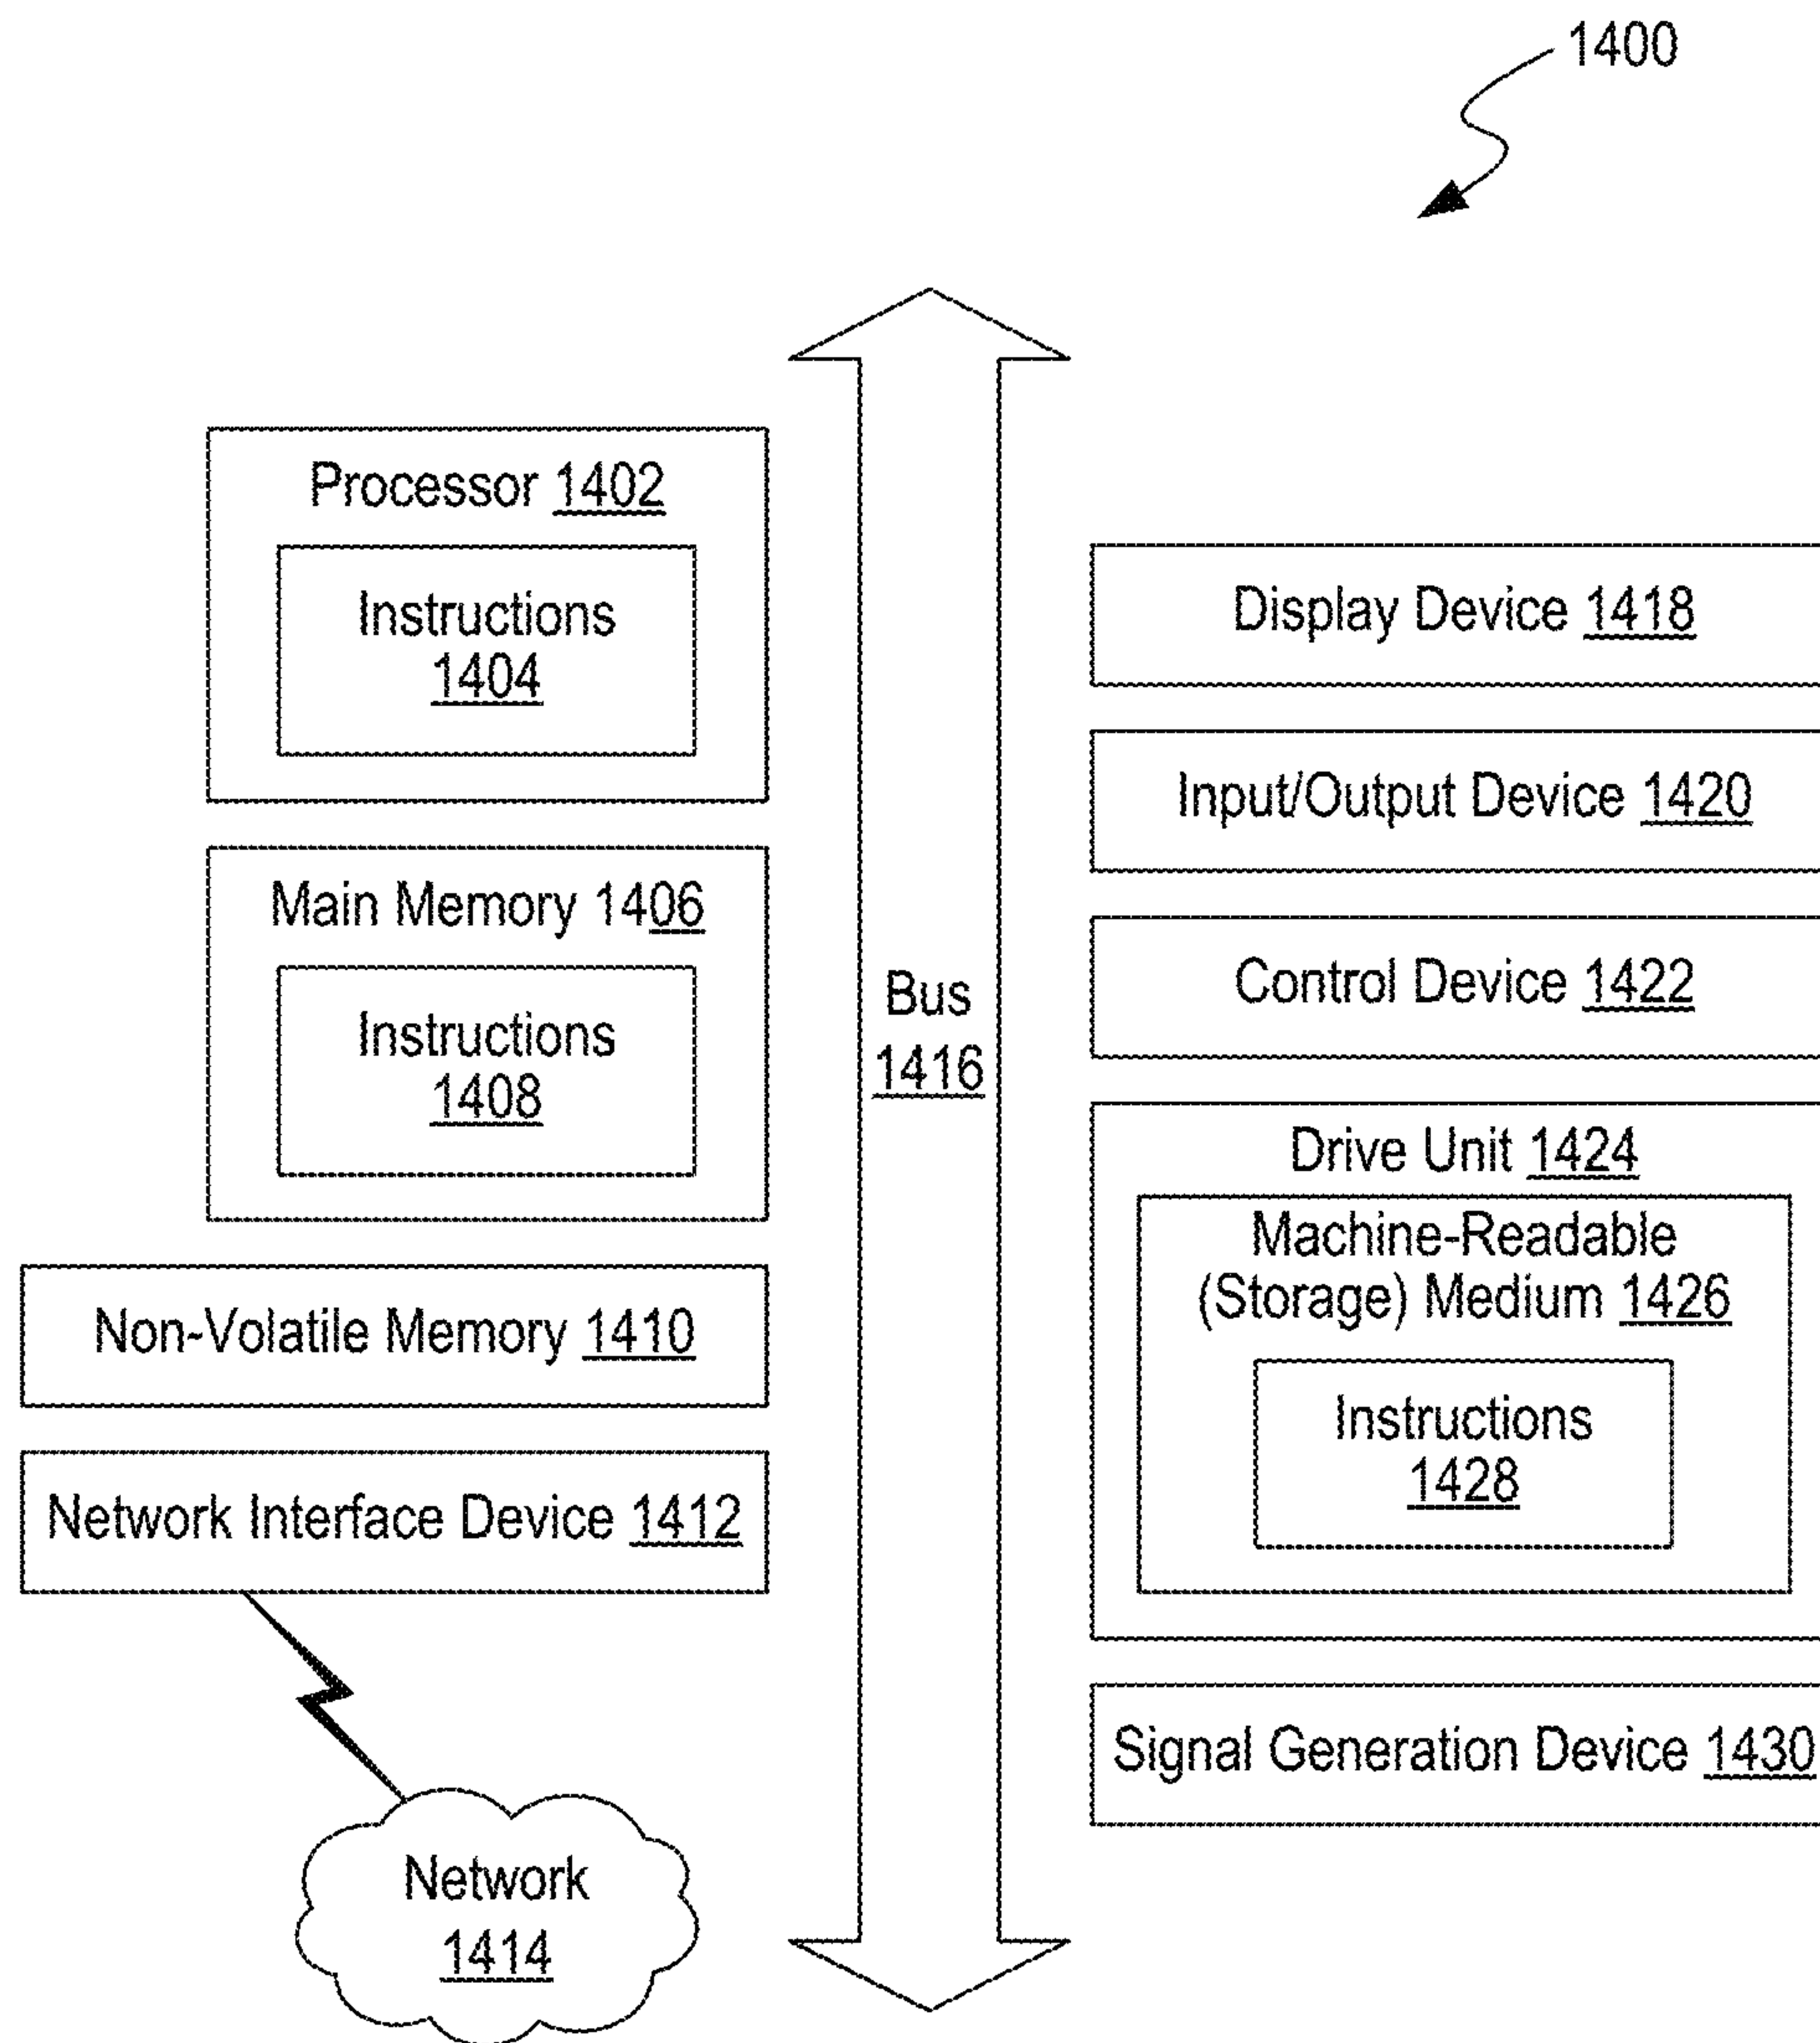 1400
Processor 1402
Instructions
1404
Main Memory 1406
Instructions
1408
Non-Volatile Memory 1410
Network Interface Device 1412
Network
1414
Bus
1416
Display Device 1418
Input/Output Device 1420
Control Device 1422
Drive Unit 1424
Machine-Readable
(Storage) Medium 1426
Instructions
1428
Signal Generation Device 1430